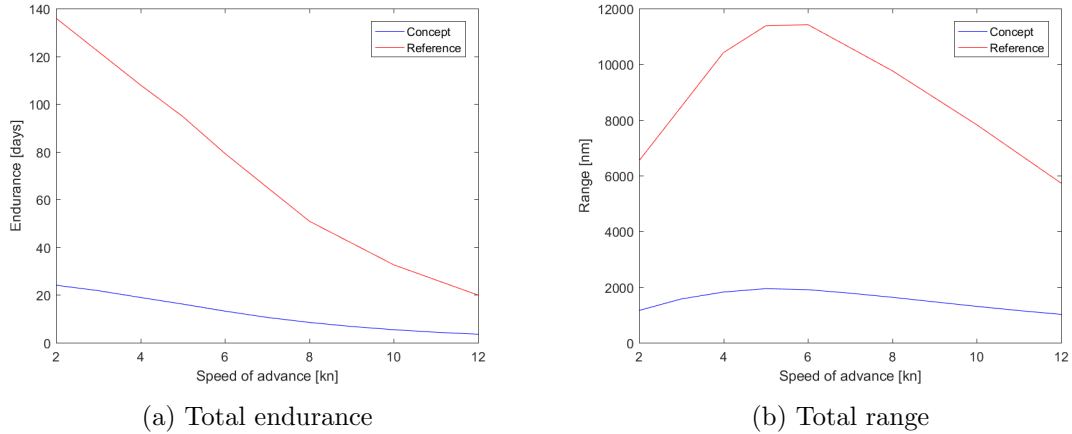 140
120
100
80
60
40
20
0
Endurance [days]
2 4 6 8 10 12
Speed of advance [kn]
Concept
Reference
(a) Total endurance
12000
10000
8000
6000
4000
2000
0
Range [nm]
2 4 6 8 10 12
Speed of advance [kn]
Concept
Reference
(b) Total range